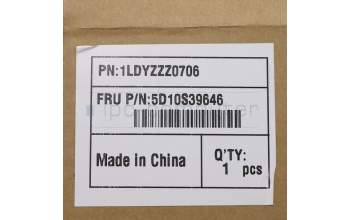 PN:1LDYZZZ0706
FRU P/N:5D10S39646
Made in China
Q'TY:
1 pcs